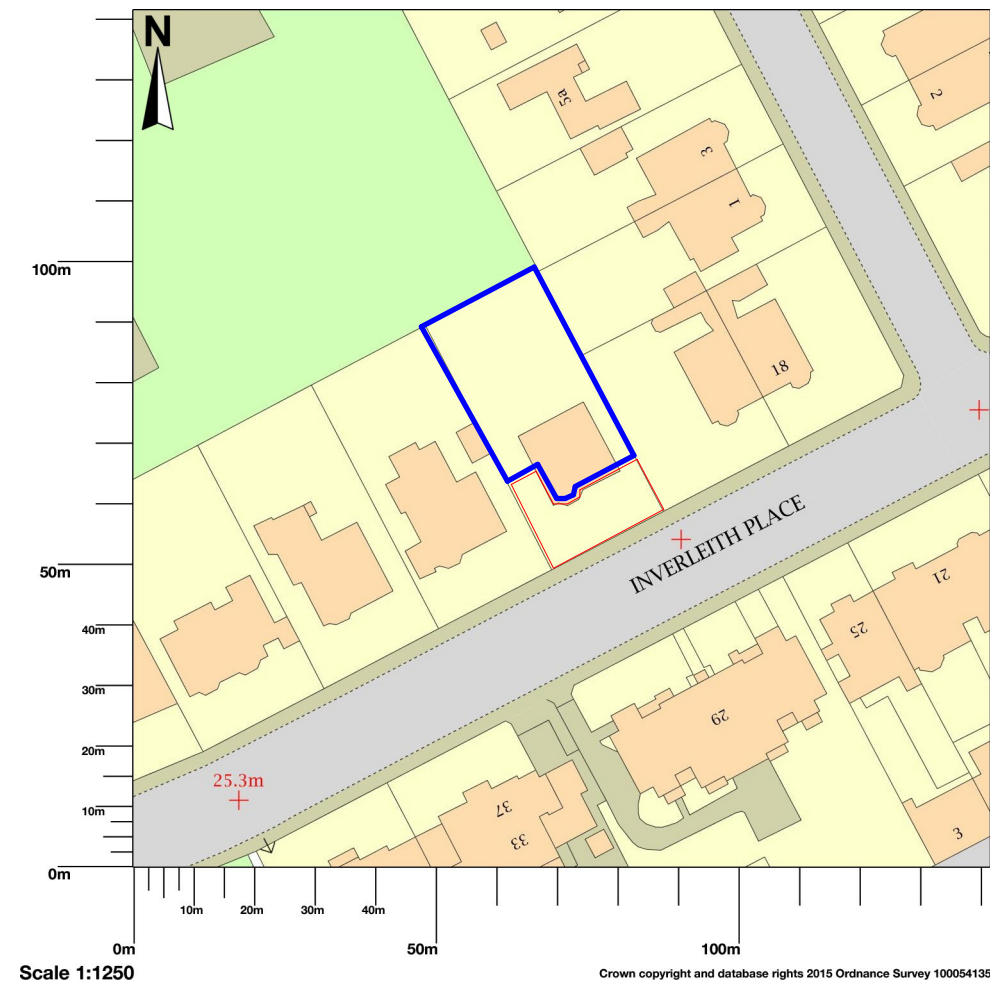 N
5a
3
2
1
100m
18
INVERLEITH PLACE
50m
21
40m
25
30m
29
20m
25.3m
10m
37
33
3
0m
10m
20m
30m
40m
0m
50m
100m
Scale 1:1250
Crown copyright and database rights 2015 Ordnance Survey 100054135